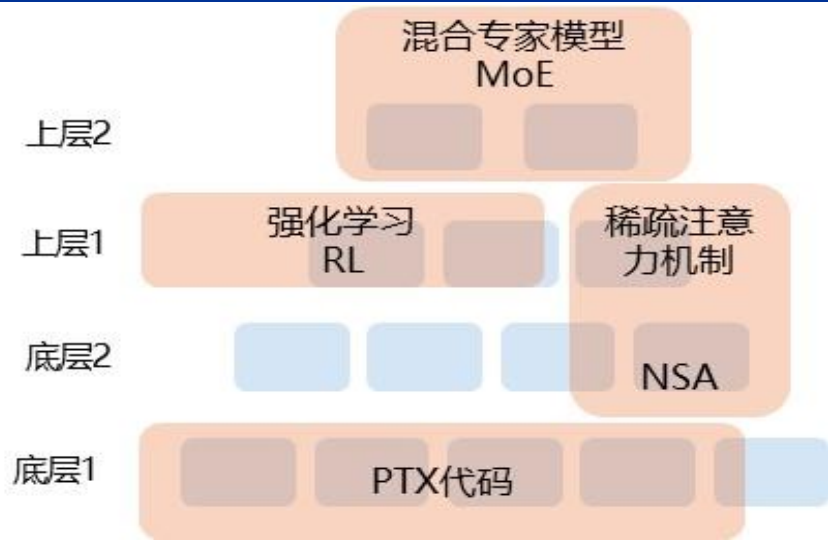 混合专家模型
MoE
上层2
上层1
强化学习
RL
稀疏注意
力机制
底层2
NSA
底层1
PTX代码